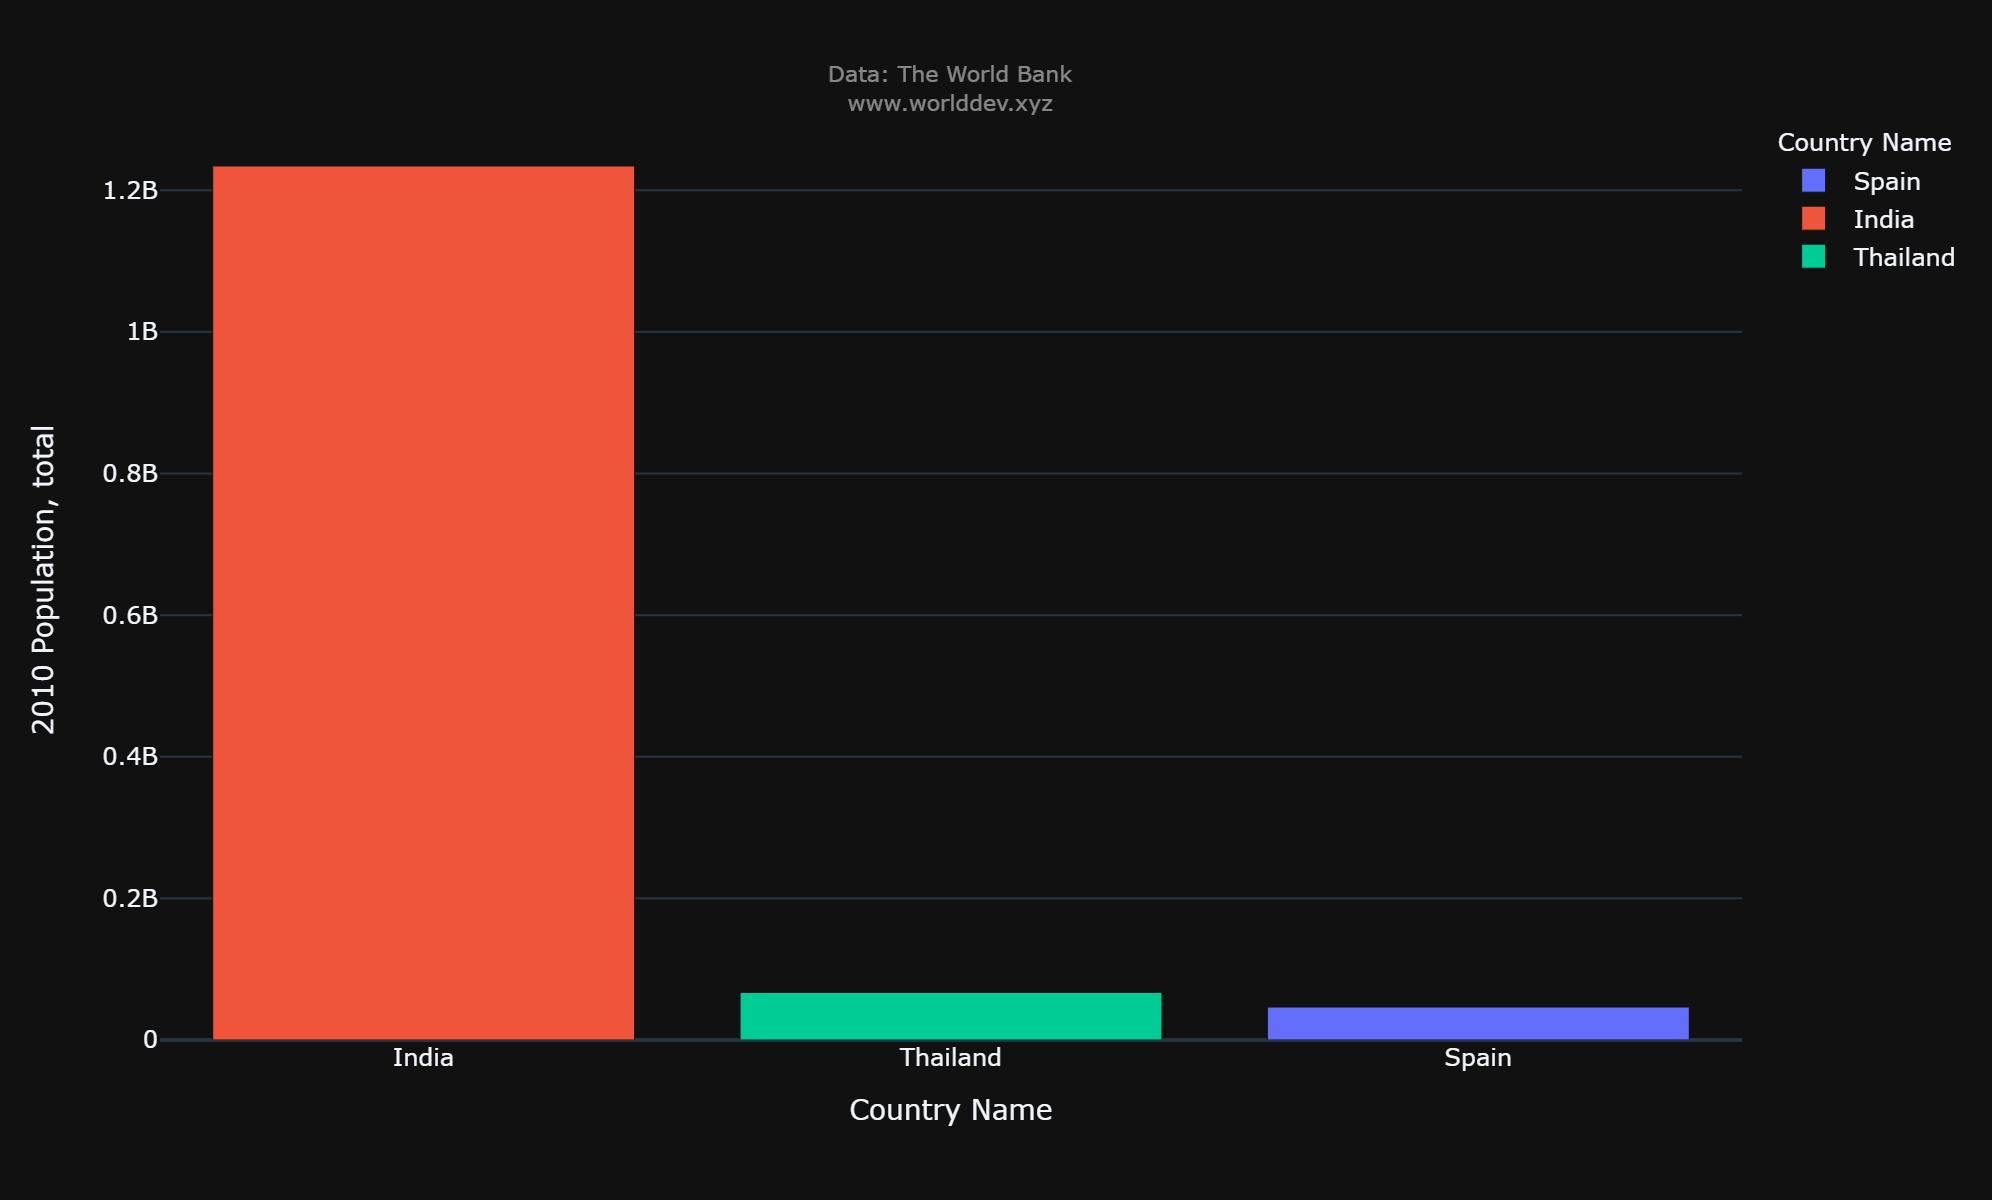 Data: The World Bank
www.worlddev.xyz
Country Name
Spain
India
Thailand
2010 Population, total
1.2B
1B
0.8B
0.6B
0.4B
0.2B
0
India
Thailand
Spain
Country Name